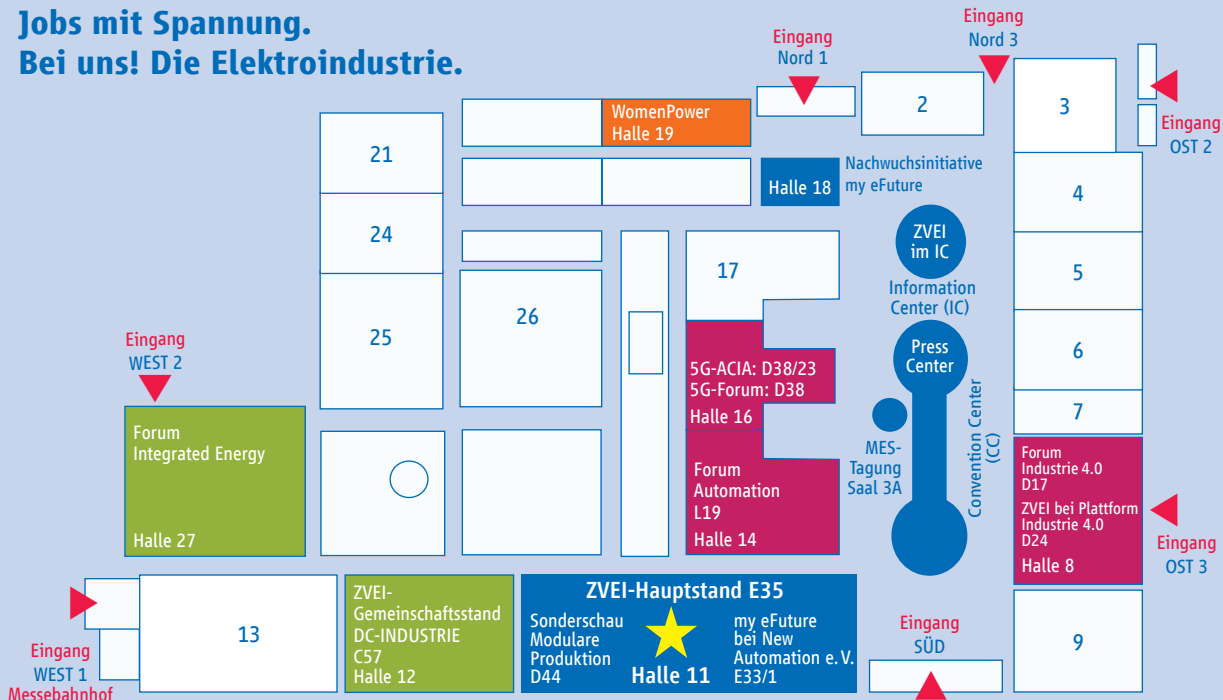 Jobs mit Spannung.
Bei uns! Die Elektroindustrie.
Eingang
Nord 1
Eingang
Nord 3
Eingang
OST 2
2
3
WomenPower
Halle 19
21
Halle 18
Nachwuchsinitiative
my eFuture
4
24
ZVEI
im IC
Information
Center (IC)
17
5
26
25
Eingang
WEST 2
Press
Center
6
5G-ACIA: D38/23
5G-Forum: D38
Halle 16
7
MES-
Tagung
Saal 3A
Convention Center
(CC)
Forum
Integrated Energy
Halle 27
Forum
Automation
L19
Halle 14
Forum
Industrie 4.0
D17
ZVEI bei Plattform
Industrie 4.0
D24
Halle 8
Eingang
OST 3
Eingang
WEST 1
Messebahnhof
13
ZVEI-
Gemeinschaftsstand
DC-INDUSTRIE
C57
Halle 12
ZVEI-Hauptstand E35
Sonderschau
Modulare
Produktion
D44
Halle 11
my eFuture
bei New
Automation e. V.
E33/1
Eingang
SÜD
9